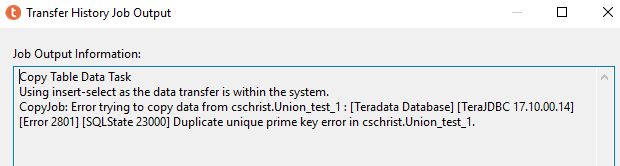 Transfer History Job Output
Job Output Information:
Copy Table Data Task
Using insert-select as the data transfer is within the system.
CopyJob: Error trying to copy data from cschrist.Union_test_1 : [Teradata Database] [TeraJDBC 17.10.00.14]
[Error 2801] [SQLState 23000] Duplicate unique prime key error in cschrist.Union_test_1.